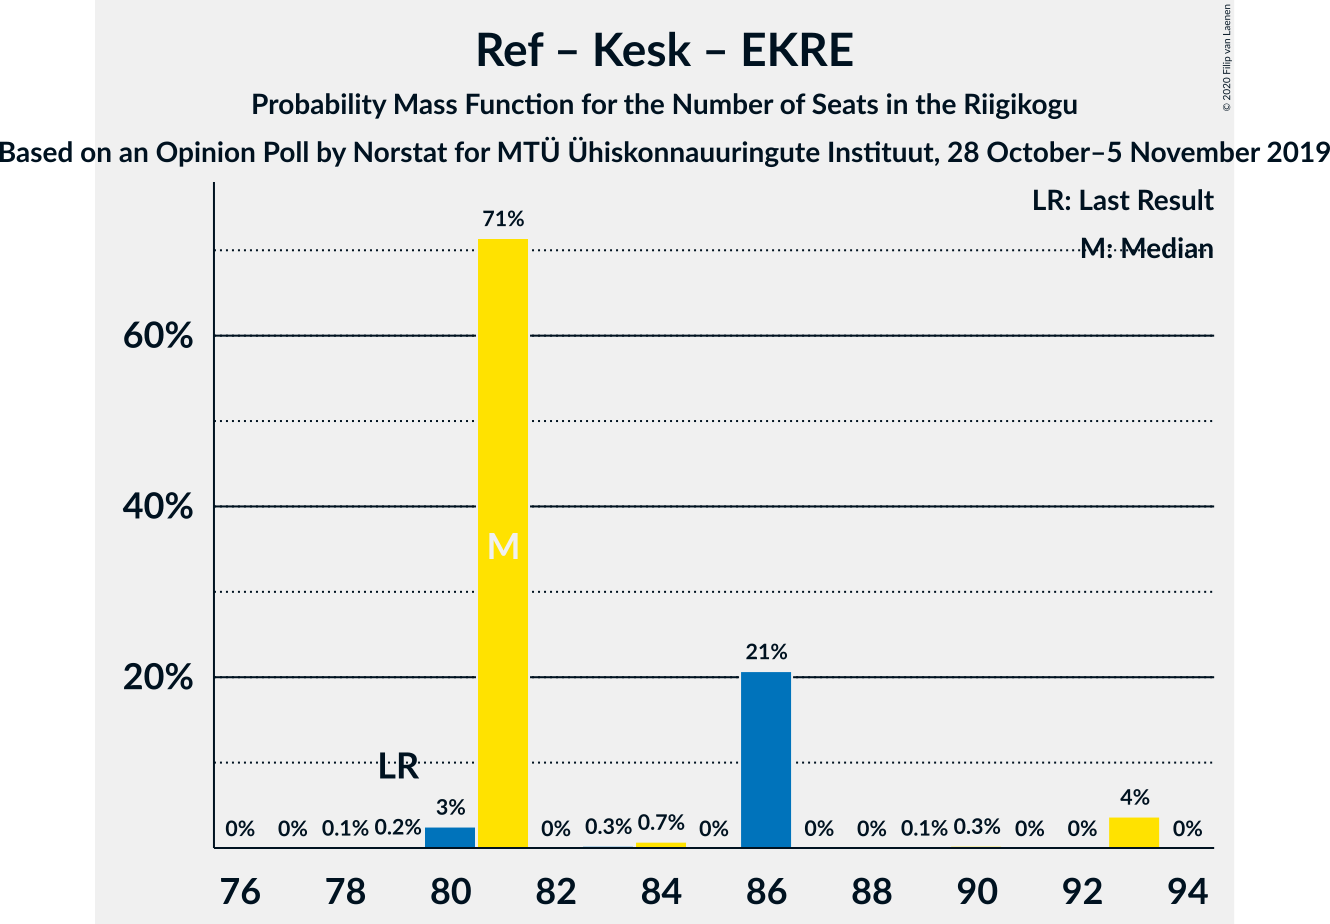 Ref – Kesk – EKRE
© 2020 Filip van Laenen
Probability Mass Function for the Number of Seats in the Riigikogu
Based on an Opinion Poll by Norstat for MTÜ Ühiskonnauuringute Instituut, 28 October–5 November 2019
LR: Last Result
M: Median
71%
60%
40%
M
21%
20%
LR
0% 0% 0.1% 0.2% 3% 0% 0.3% 0.7% 0% 0% 0% 0.1% 0.3% 0% 0% 4% 0%
76 78 80 82 84 86 88 90 92 94